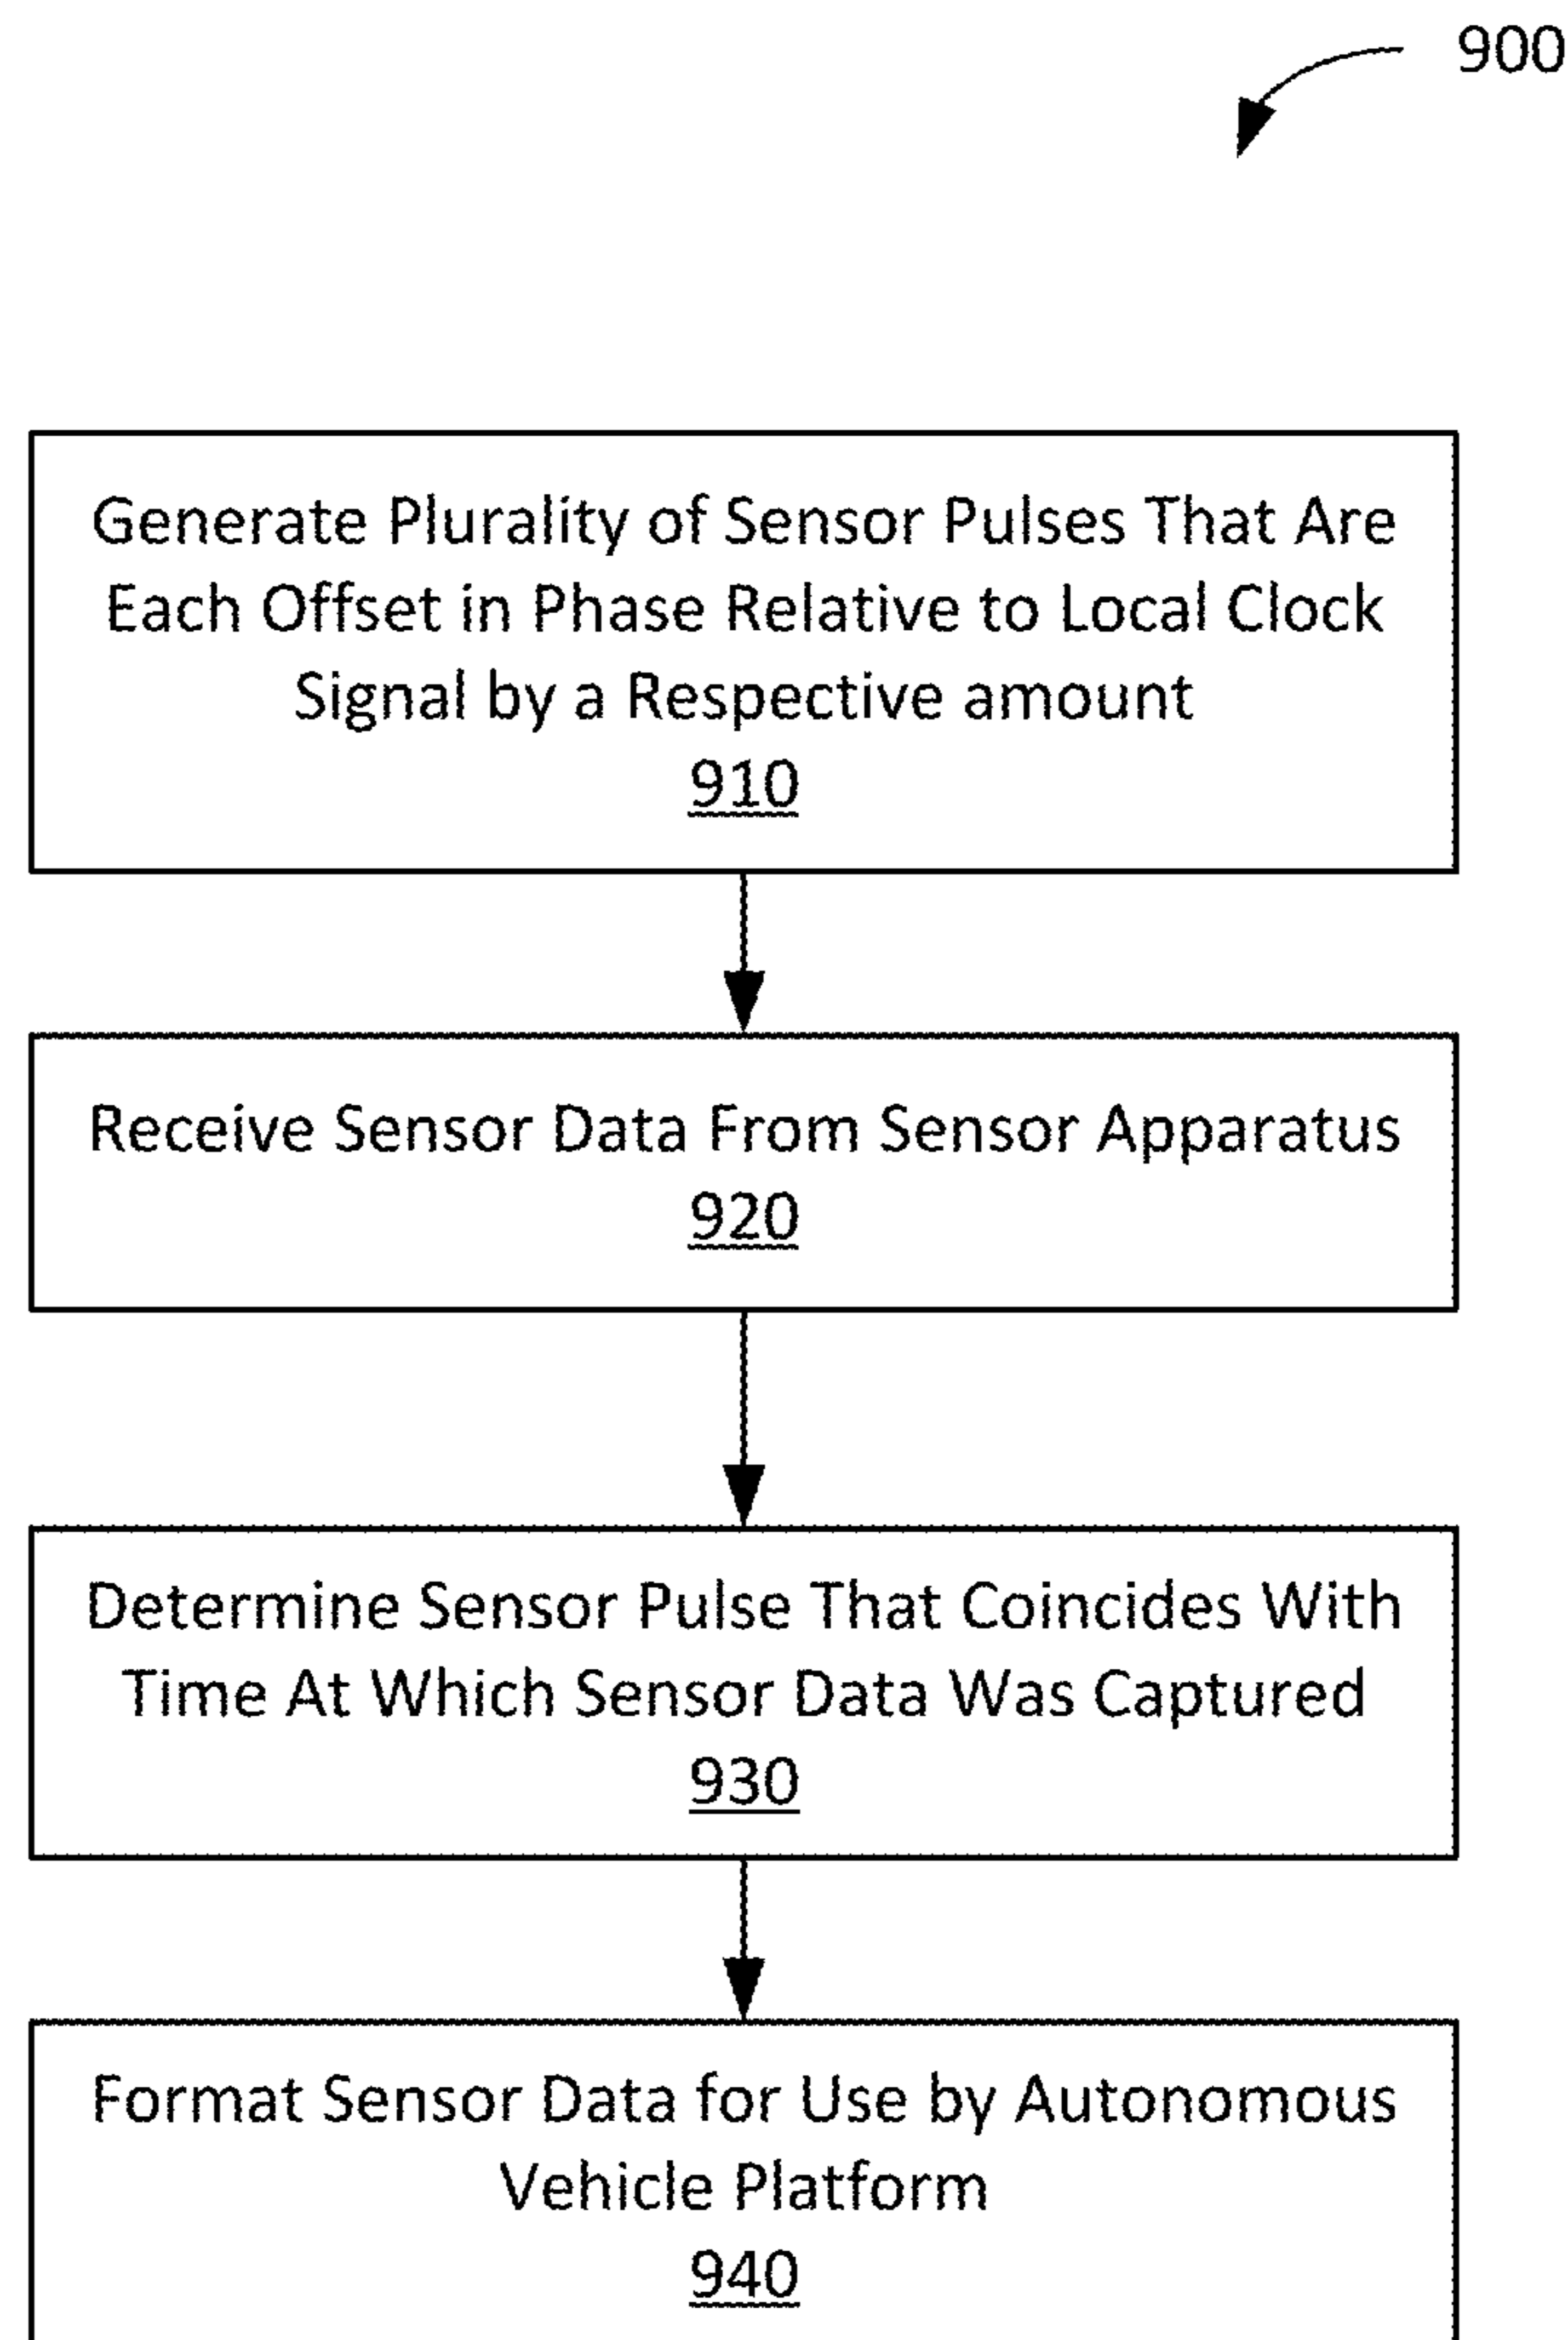 900
Generate Plurality of Sensor Pulses That Are
Each Offset in Phase Relative to Local Clock
Signal by a Respective amount
910
Receive Sensor Data From Sensor Apparatus
920
Determine Sensor Pulse That Coincides With
Time At Which Sensor Data Was Captured
930
Format Sensor Data for Use by Autonomous
Vehicle Platform
940